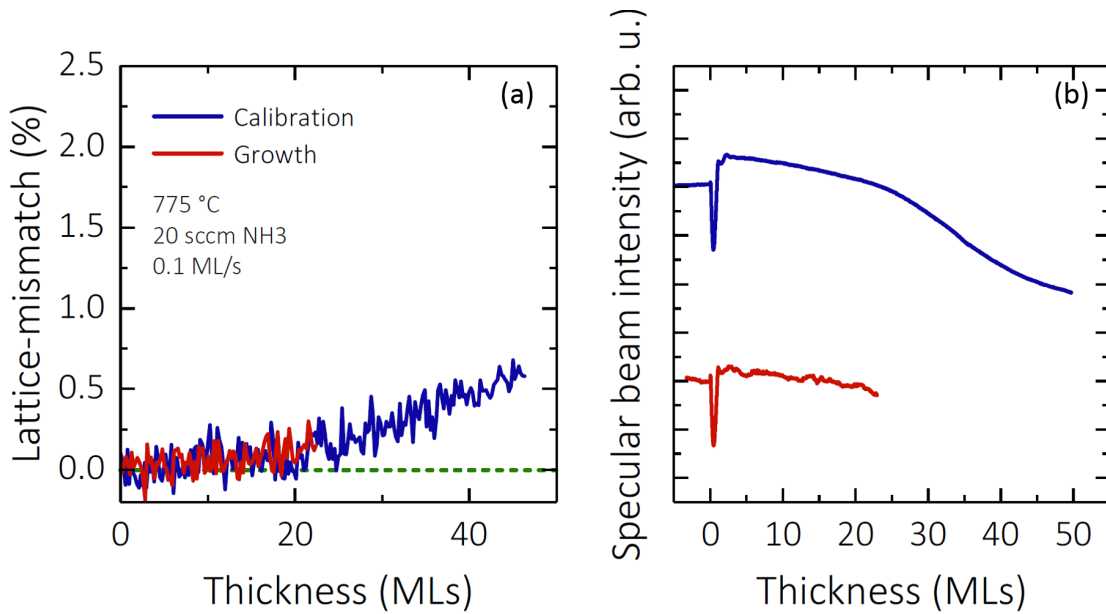 (a)
Calibration
Growth
775 °C
20 sccm NH3
0.1 ML/s
Lattice-mismatch (%)
2.5
2.0
1.5
1.0
0.5
0.0
0
20
40
Thickness (MLs)
(b)
Specular beam intensity (arb. u.)
0
10
20
30
40
50
Thickness (MLs)